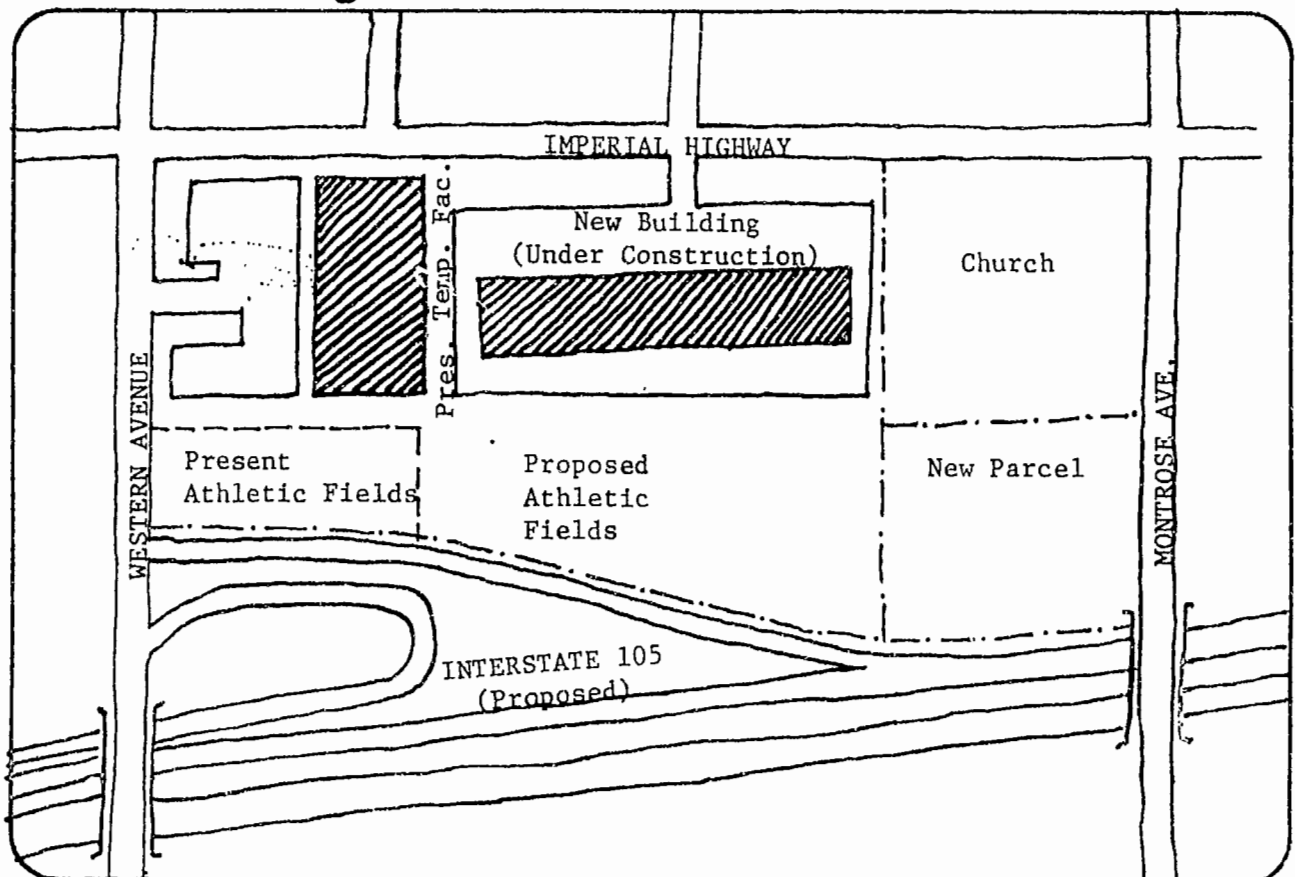 IMPERIAL HIGHWAY
Pres. Temp. Fac.
New Building
(Under Construction)
Church
WESTERN AVENUE
MONTROSE AVE.
Present
Athletic Fields
Proposed
Athletic
Fields
New Parcel
INTERSTATE 105
(Proposed)